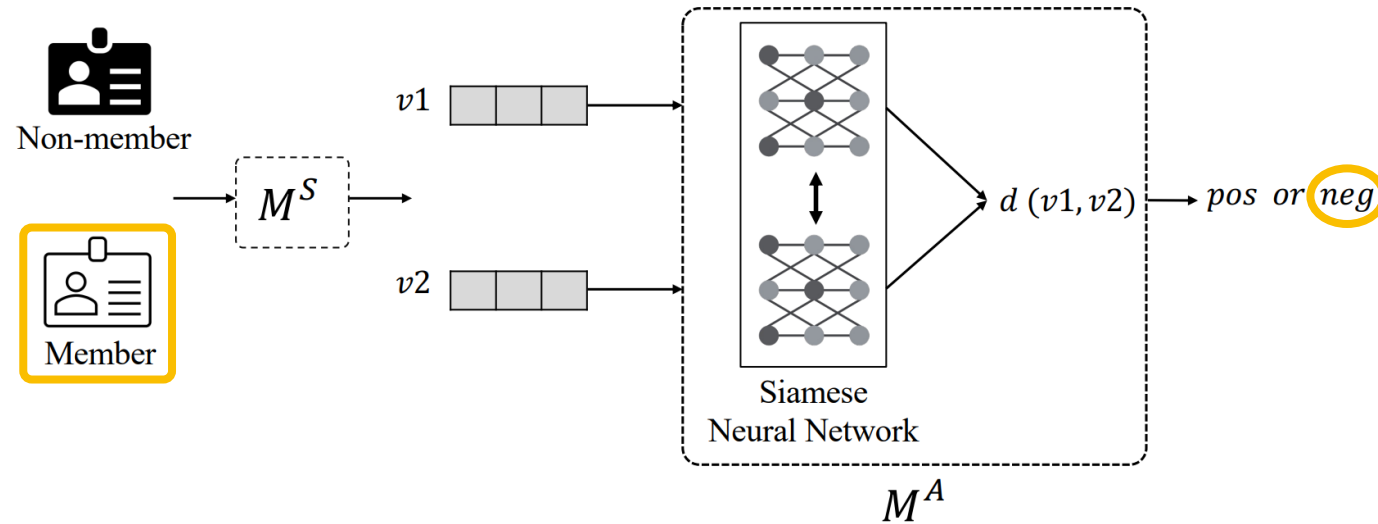 Non-member
Member
M^S
v1
v2
Siamese
Neural Network
d (v1, v2)
pos or neg
M^A